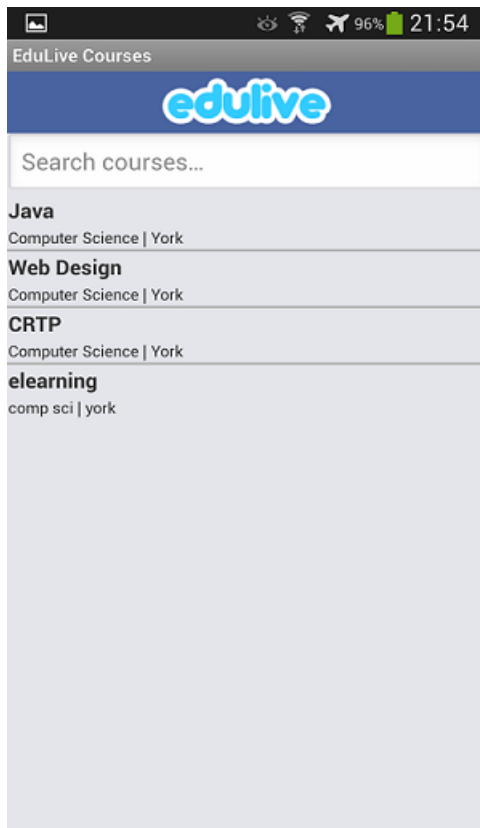 96% 21:54
EduLive Courses
edulive
Search courses...
Java
Computer Science | York
Web Design
Computer Science | York
CRTP
Computer Science | York
elearning
comp sci | york